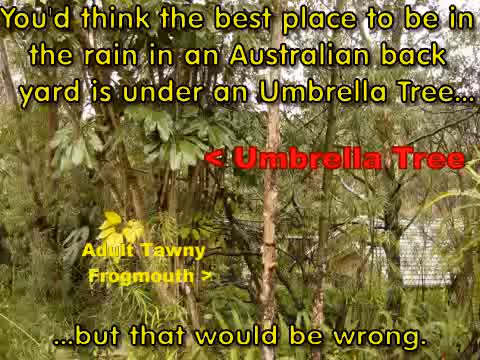 You'd think the best place to be in
the rain in an Australian back
yard is under an Umbrella Tree...
< Umbrella Tree
Adult Tawny
Frogmouth >
...but that would be wrong.